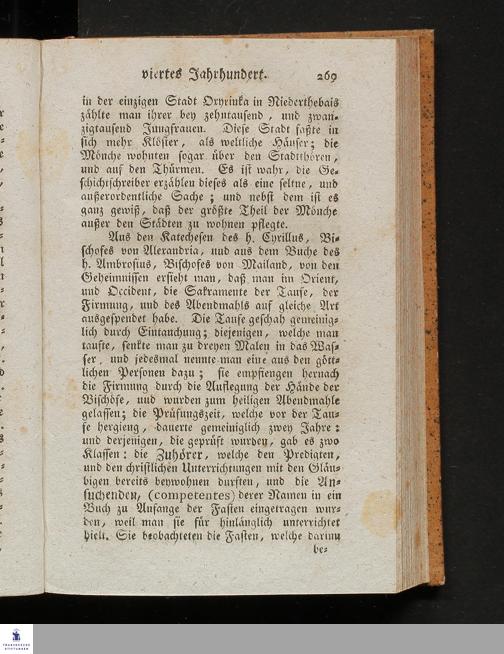 viertes Jahrhundert. 269
in der einzigen Stadt Oxyrinka in Niederthebais
zählte man ihrer bey zehntausend, und zwan-
zigtausend Jungfrauen. Diese Stadt faßte in
sich mehr Klöster, als weltliche Häuser; die
Mönche wohnten sogar über den Stadtthören,
und auf den Thürmen. Es ist wahr, die Ge-
schichtschreiber erzählen dieses als eine seltne, und
außerordentliche Sache; und nebst dem ist es
ganz gewiß, daß der größte Theil der Mönche
außer den Städten zu wohnen pflegte.
Aus den Katechesen des h. Cyrillus, Bi-
schofes von Alexandria, und aus dem Buche des
h. Ambrosius, Bischofes von Mailand, von den
Geheimnissen ersieht man, daß man im Orient,
und Occident, die Sakramente der Taufe, der
Firmung, und des Abendmahls auf gleiche Art
ausgespendet habe. Die Taufe geschah gemeinig-
lich durch Eintauchung; diejenigen, welche man
taufte, senkte man zu dreyen Malen in das Was-
ser, und jedesmal nennte man eine aus den gött-
lichen Personen dazu; sie empfiengen hernach
die Firmung durch die Auflegung der Hände der
Bischöfe, und wurden zum heiligen Abendmahle
gelassen; die Prüfungszeit, welche vor der Tau-
fe hergieng, dauerte gemeiniglich zwey Jahre:
und derjenigen, die geprüft wurden, gab es zwo
Klassen: die Zuhörer, welche den Predigten,
und den christlichen Unterrichtungen mit den Gläu-
bigen bereits beywohnen durften, und die An-
suchenden, (competentes) derer Namen in ein
Buch zu Anfange der Fasten eingetragen wur-
den, weil man sie für hinlänglich unterrichtet
hielt. Sie beobachteten die Fasten, welche darinn
be-
FRANCKESCHE
STIFTUNGEN